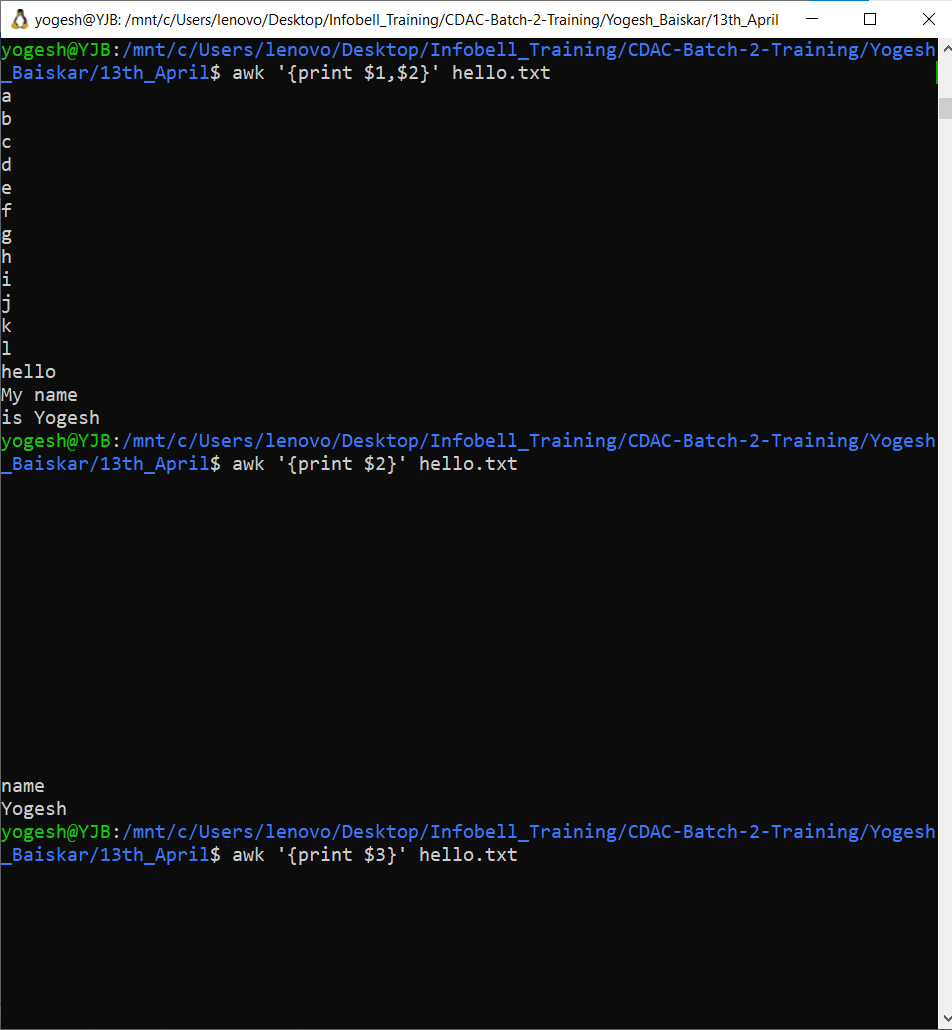 yogesh@YJB: /mnt/c/Users/lenovo/Desktop/Infobell_Training/CDAC-Batch-2-Training/Yogesh_Baiskar/13th_April
yogesh@YJB:/mnt/c/Users/lenovo/Desktop/Infobell_Training/CDAC-Batch-2-Training/Yogesh
_Baiskar/13th_April$ awk '{print $1,$2}' hello.txt
a
b
c
d
e
f
g
h
i
j
k
l
hello
My name
is Yogesh
yogesh@YJB:/mnt/c/Users/lenovo/Desktop/Infobell_Training/CDAC-Batch-2-Training/Yogesh
_Baiskar/13th_April$ awk '{print $2}' hello.txt
name
Yogesh
yogesh@YJB:/mnt/c/Users/lenovo/Desktop/Infobell_Training/CDAC-Batch-2-Training/Yogesh
_Baiskar/13th_April$ awk '{print $3}' hello.txt